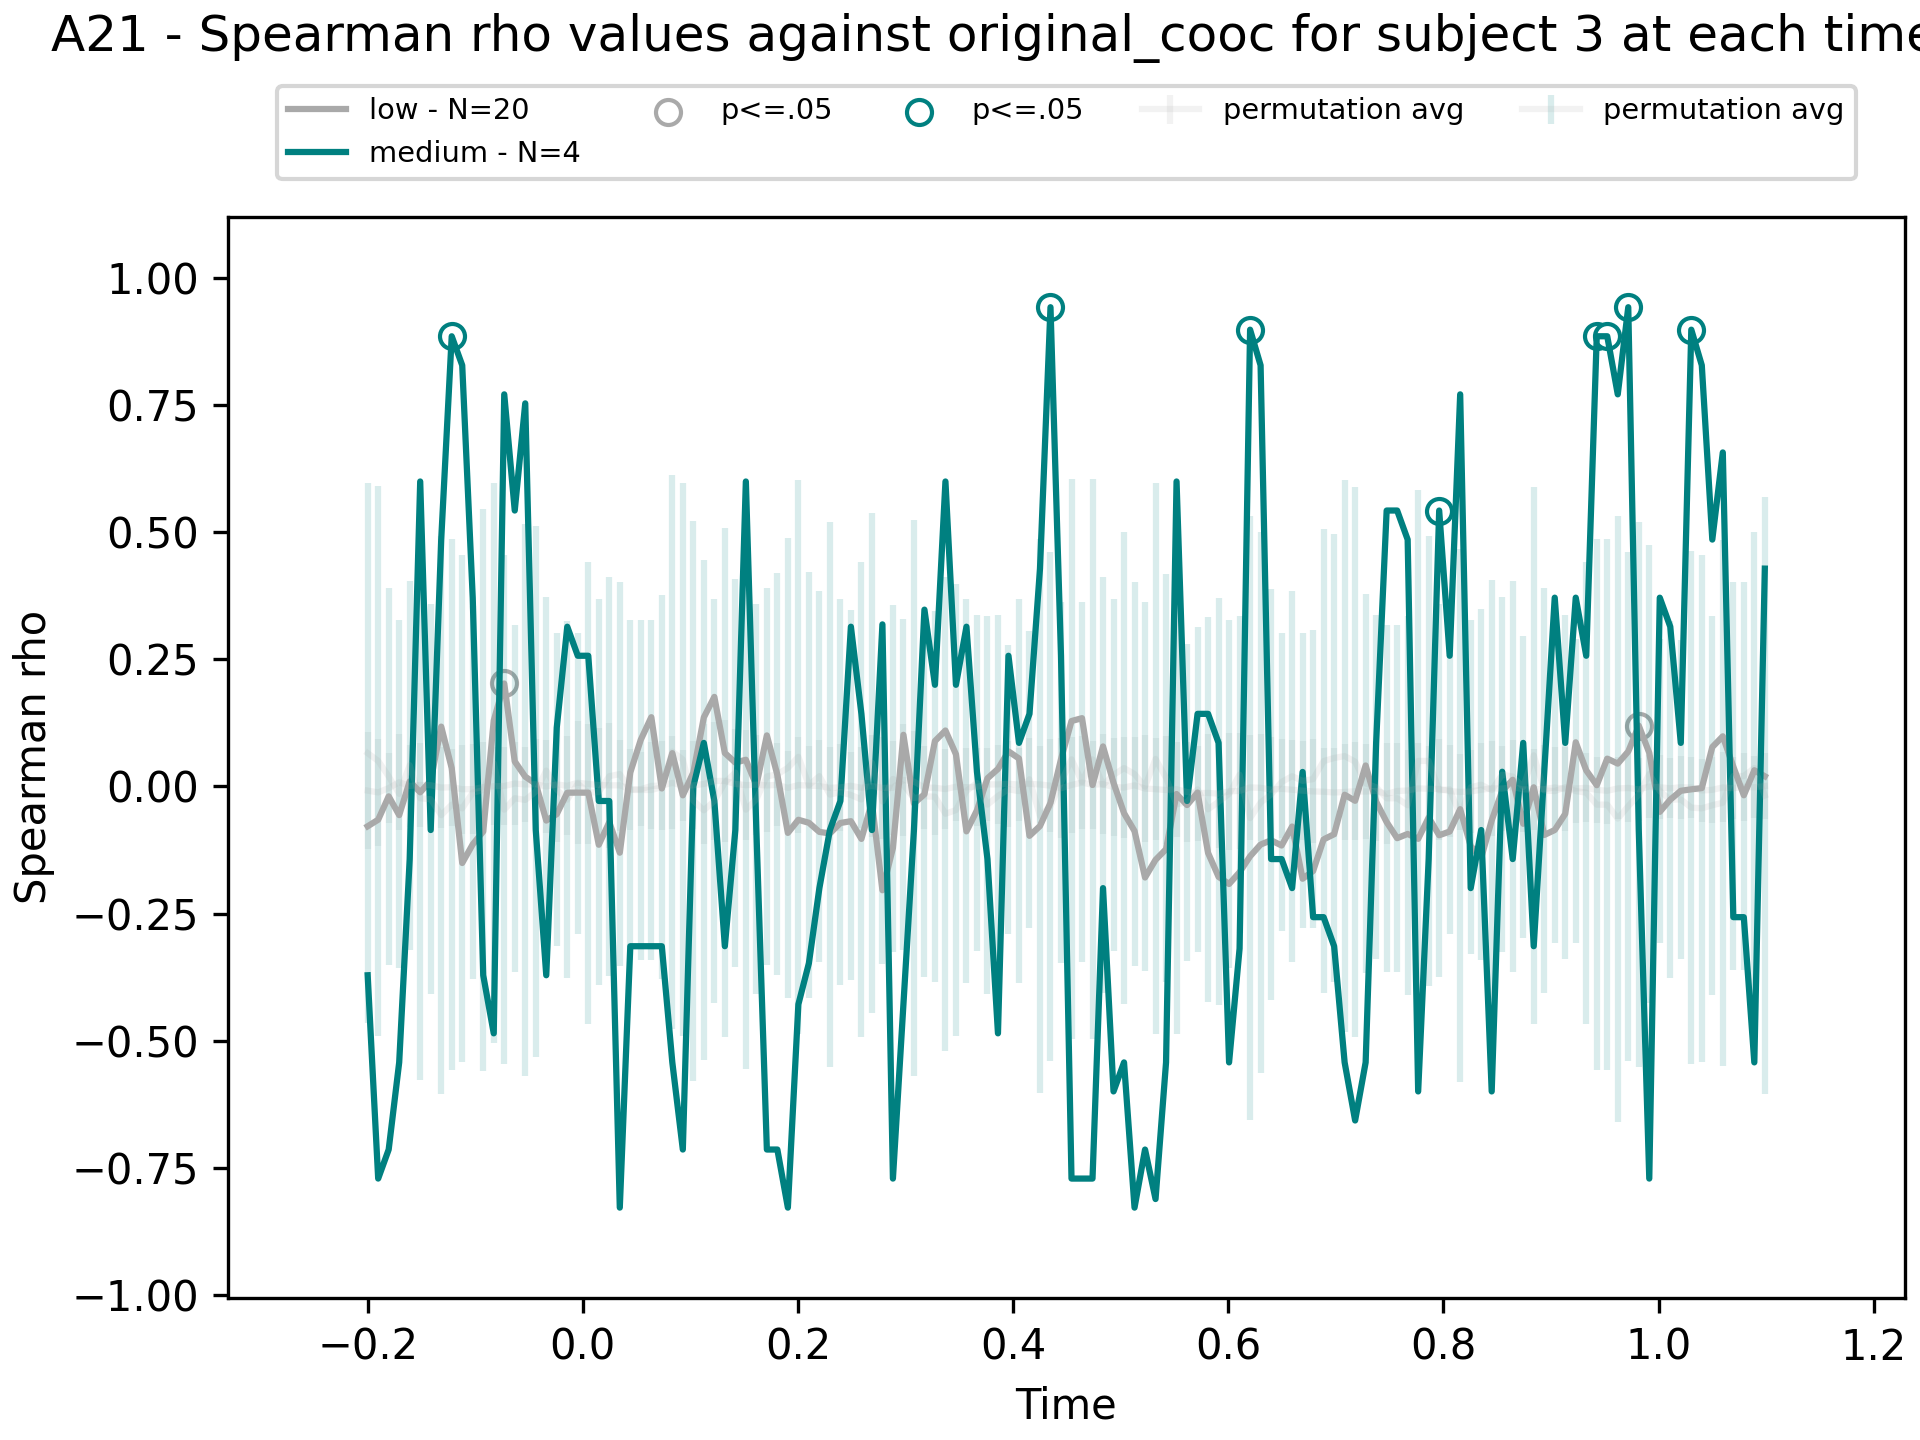 A21 - Spearman rho values against original_cooc for subject 3 at each time
low - N=20
p<=.05
p<=.05
permutation avg
permutation avg
medium - N=4
1.00
0.75
0.50
0.25
0.00
−0.25
−0.50
−0.75
−1.00
Spearman rho
−0.2
0.0
0.2
0.4
0.6
0.8
1.0
1.2
Time